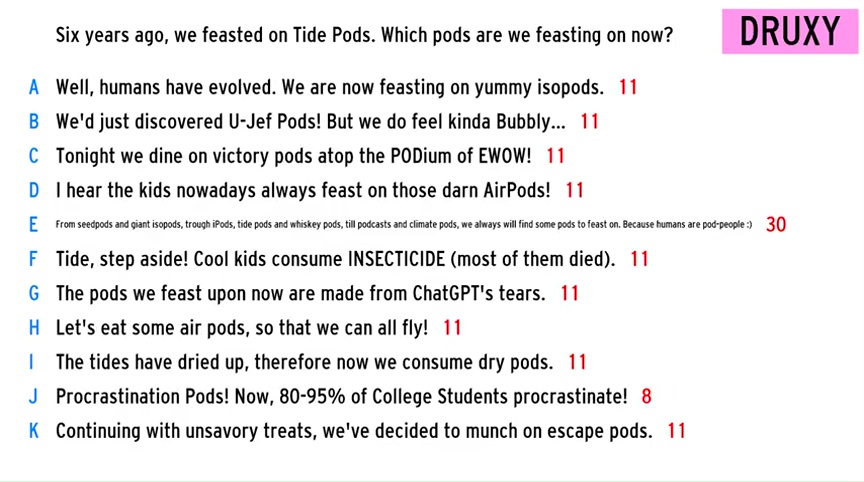 Six years ago, we feasted on Tide Pods. Which pods are we feasting on now?
DRUXY
A Well, humans have evolved. We are now feasting on yummy isopods. 11
B We'd just discovered U-Jef Pods! But we do feel kinda Bubbly... 11
C Tonight we dine on victory pods atop the PODium of EWOW! 11
D I hear the kids nowadays always feast on those darn AirPods! 11
E From seedpods and giant isopods, trough iPods, tide pods and whiskey pods, till podcasts and climate pods, we always will find some pods to feast on. Because humans are pod-people :) 30
F Tide, step aside! Cool kids consume INSECTICIDE (most of them died). 11
G The pods we feast upon now are made from ChatGPT's tears. 11
H Let's eat some air pods, so that we can all fly! 11
I The tides have dried up, therefore now we consume dry pods. 11
J Procrastination Pods! Now, 80-95% of College Students procrastinate! 8
K Continuing with unsavory treats, we've decided to munch on escape pods. 11